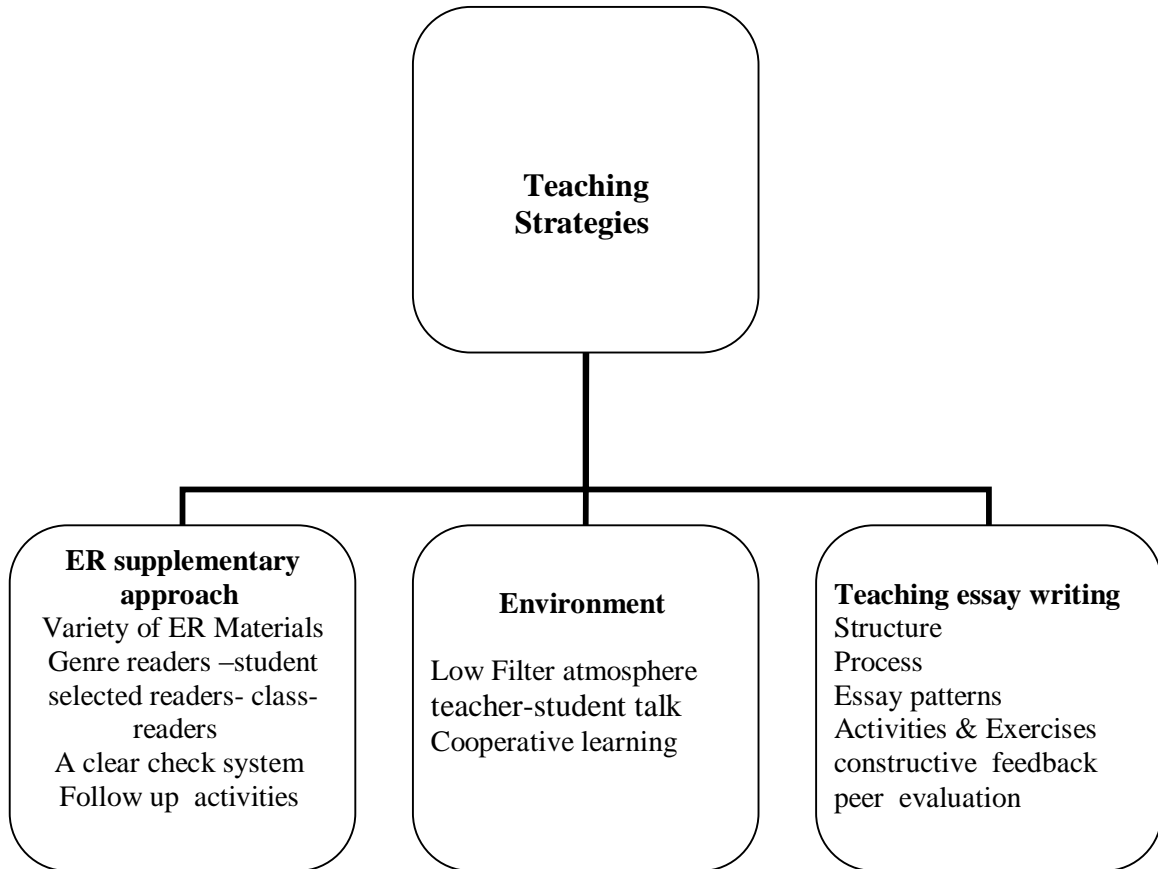 Teaching
Strategies
ER supplementary
approach
Variety of ER Materials
Genre readers –student
selected readers- class-
readers
A clear check system
Follow up activities
Environment
Low Filter atmosphere
teacher-student talk
Cooperative learning
Teaching essay writing
Structure
Process
Essay patterns
Activities & Exercises
constructive feedback
peer evaluation